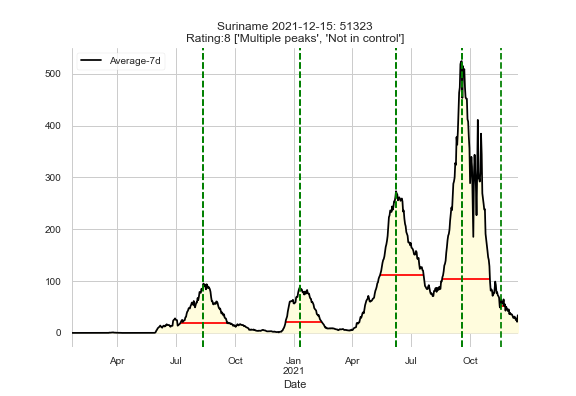 Suriname 2021-12-15: 51323
Rating:8 ['Multiple peaks', 'Not in control']
Average-7d
500
400
300
200
100
0
Apr Jul Oct Jan Apr Jul Oct
2021
Date